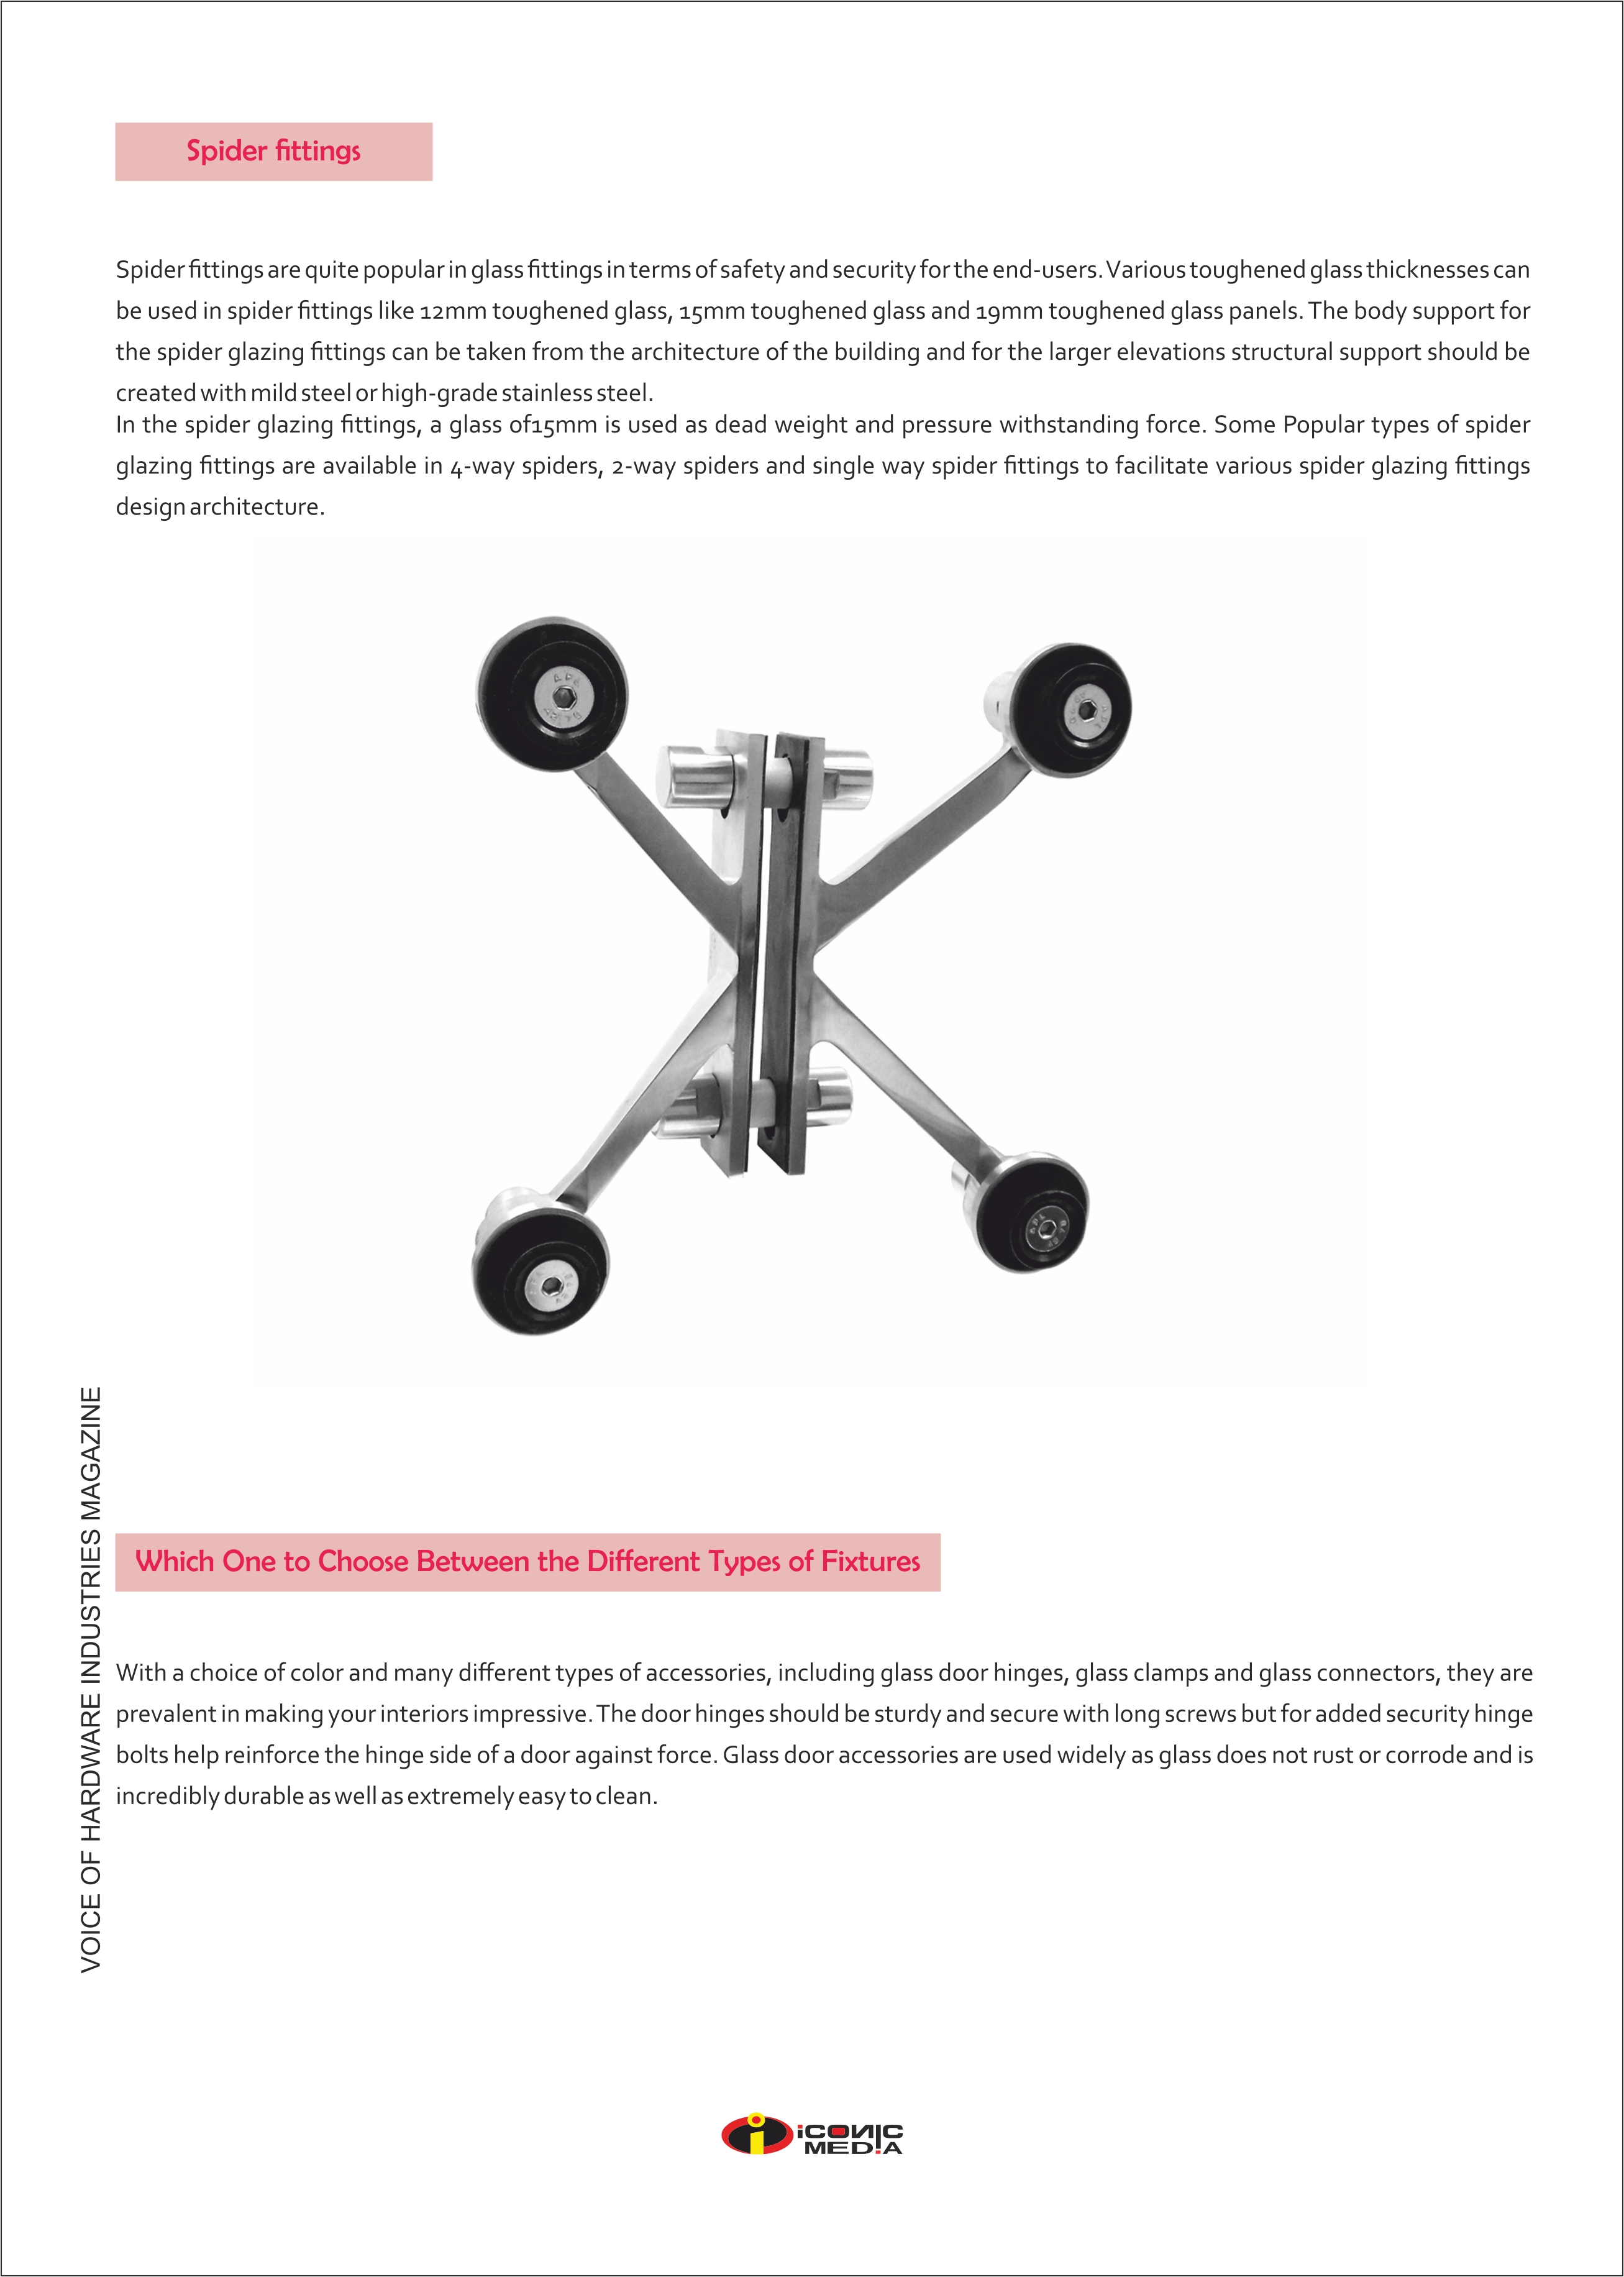 Spider fittings
Spider fittings are quite popular in glass fittings in terms of safety and security for the end-users. Various toughened glass thicknesses can
be used in spider fittings like 12mm toughened glass, 15mm toughened glass and 19mm toughened glass panels. The body support for
the spider glazing fittings can be taken from the architecture of the building and for the larger elevations structural support should be
created with mild steel or high-grade stainless steel.
In the spider glazing fittings, a glass of15mm is used as dead weight and pressure withstanding force. Some Popular types of spider
glazing fittings are available in 4-way spiders, 2-way spiders and single way spider fittings to facilitate various spider glazing fittings
design architecture.
VOICE OF HARDWARE INDUSTRIES MAGAZINE
Which One to Choose Between the Different Types of Fixtures
With a choice of color and many different types of accessories, including glass door hinges, glass clamps and glass connectors, they are
prevalent in making your interiors impressive. The door hinges should be sturdy and secure with long screws but for added security hinge
bolts help reinforce the hinge side of a door against force. Glass door accessories are used widely as glass does not rust or corrode and is
incredibly durable as well as extremely easy to clean.
iCONIC
MEDIA